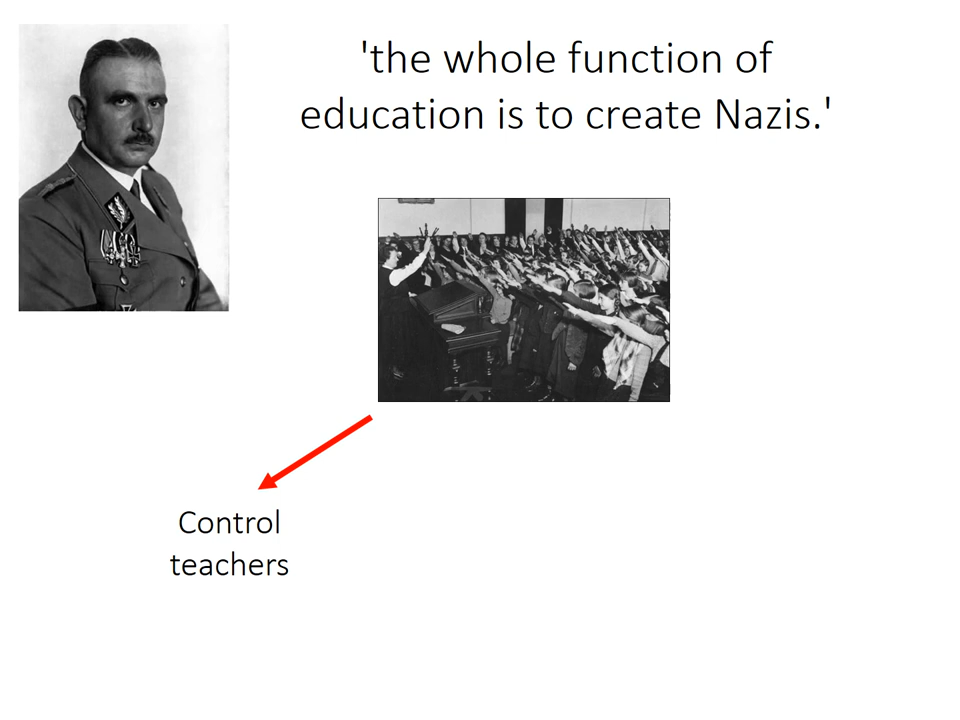 'the whole function of
education is to create Nazis.'
Control
teachers